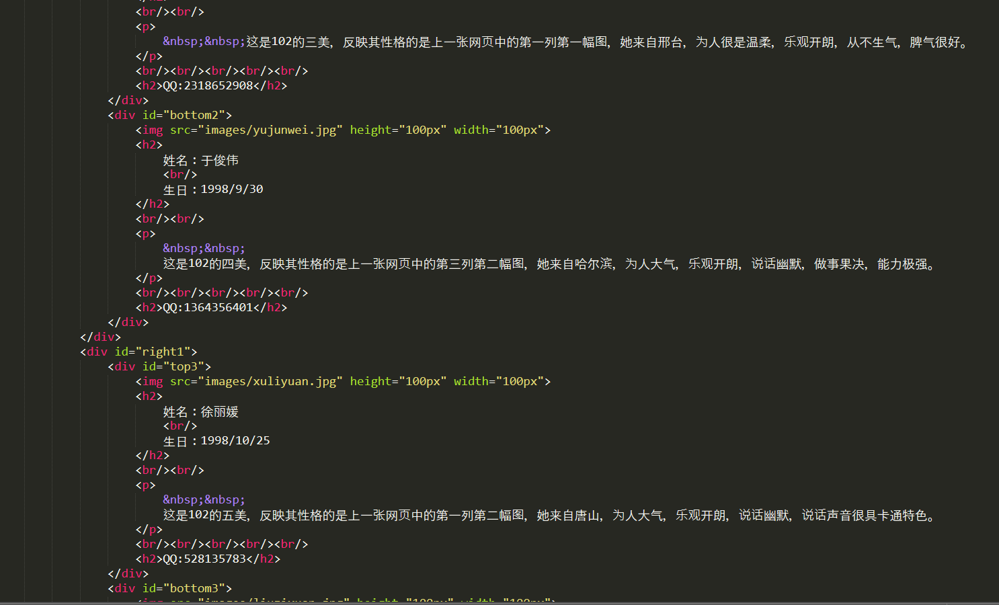 <br/><br/>
<p>
&nbsp;&nbsp;这是102的三美，反映其性格的是上一张网页中的第一列第一幅图，她来自邢台，为人很是温柔，乐观开朗，从不生气，脾气很好。
</p>
<br/><br/><br/><br/><br/>
<h2>QQ:2318652908</h2>
</div>
<div id="bottom2">
<img src="images/yujunwei.jpg" height="100px" width="100px">
<h2>
姓名：于俊伟
<br/>
生日：1998/9/30
</h2>
<br/><br/>
<p>
&nbsp;&nbsp;
这是102的四美，反映其性格的是上一张网页中的第三列第二幅图，她来自哈尔滨，为人大气，乐观开朗，说话幽默，做事果决，能力极强。
</p>
<br/><br/><br/><br/><br/>
<h2>QQ:1364356401</h2>
</div>
</div>
<div id="right1">
<div id="top3">
<img src="images/xuliyuan.jpg" height="100px" width="100px">
<h2>
姓名：徐丽媛
<br/>
生日：1998/10/25
</h2>
<br/><br/>
<p>
&nbsp;&nbsp;
这是102的五美，反映其性格的是上一张网页中的第一列第二幅图，她来自唐山，为人大气，乐观开朗，说话幽默，说话声音很具卡通特色。
</p>
<br/><br/><br/><br/><br/>
<h2>QQ:528135783</h2>
</div>
<div id="bottom3">